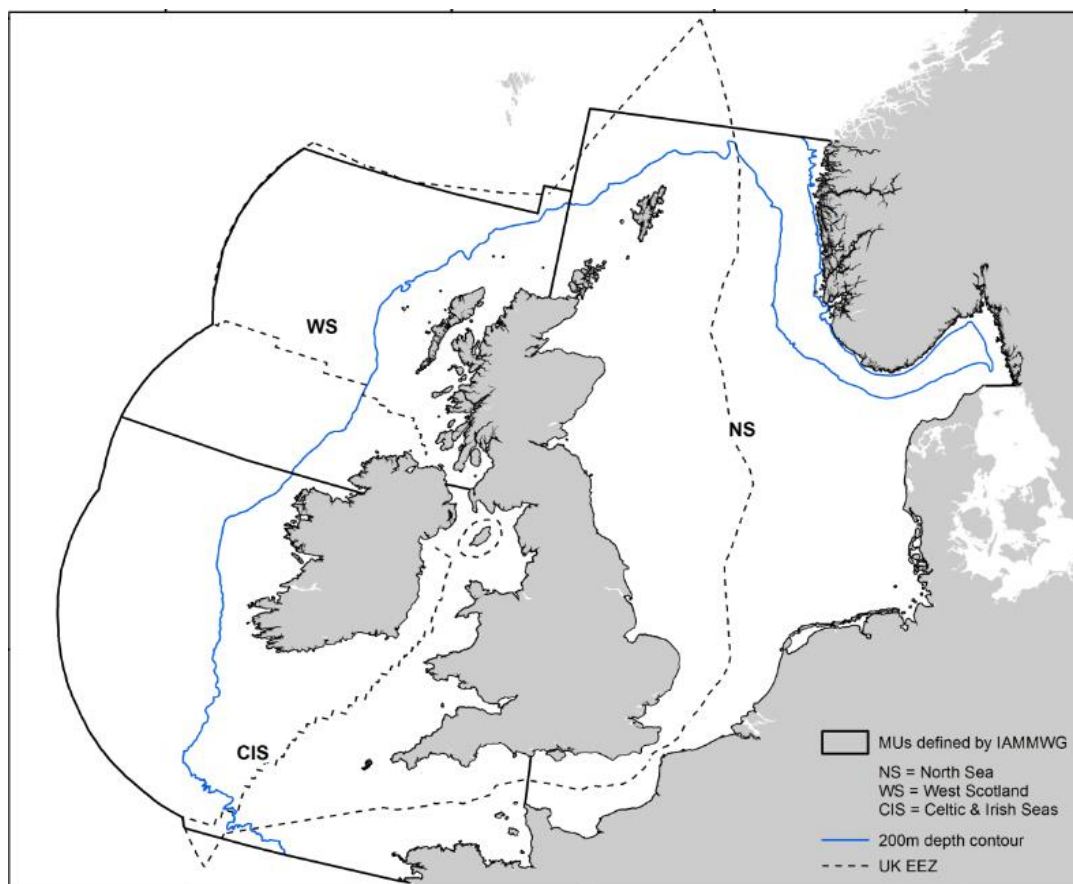 WS
NS
CIS
MUs defined by IAMMWG
NS = North Sea
WS = West Scotland
CIS = Celtic & Irish Seas
200m depth contour
UK EEZ